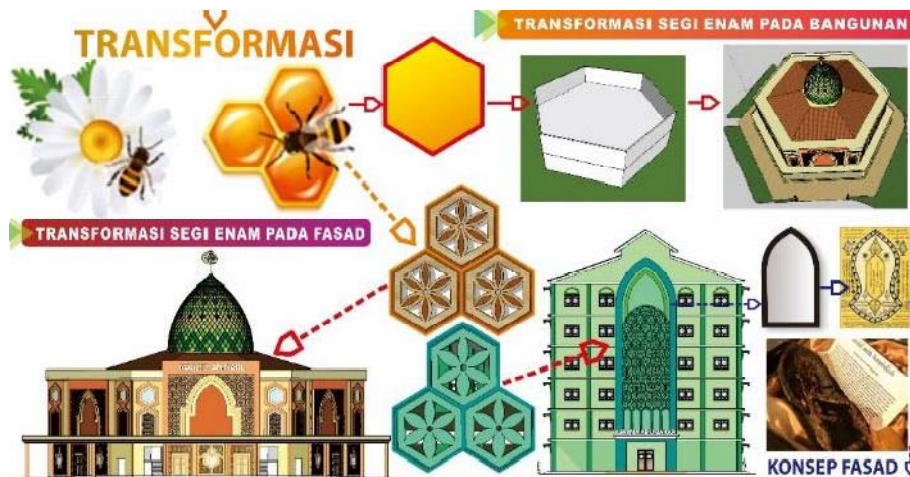 TRANSFORMASI SEGI ENAM PADA BANGUNAN
TRANSFORMASI
TRANSFORMASI SEGI ENAM PADA FASAD
KONSEP FASAD